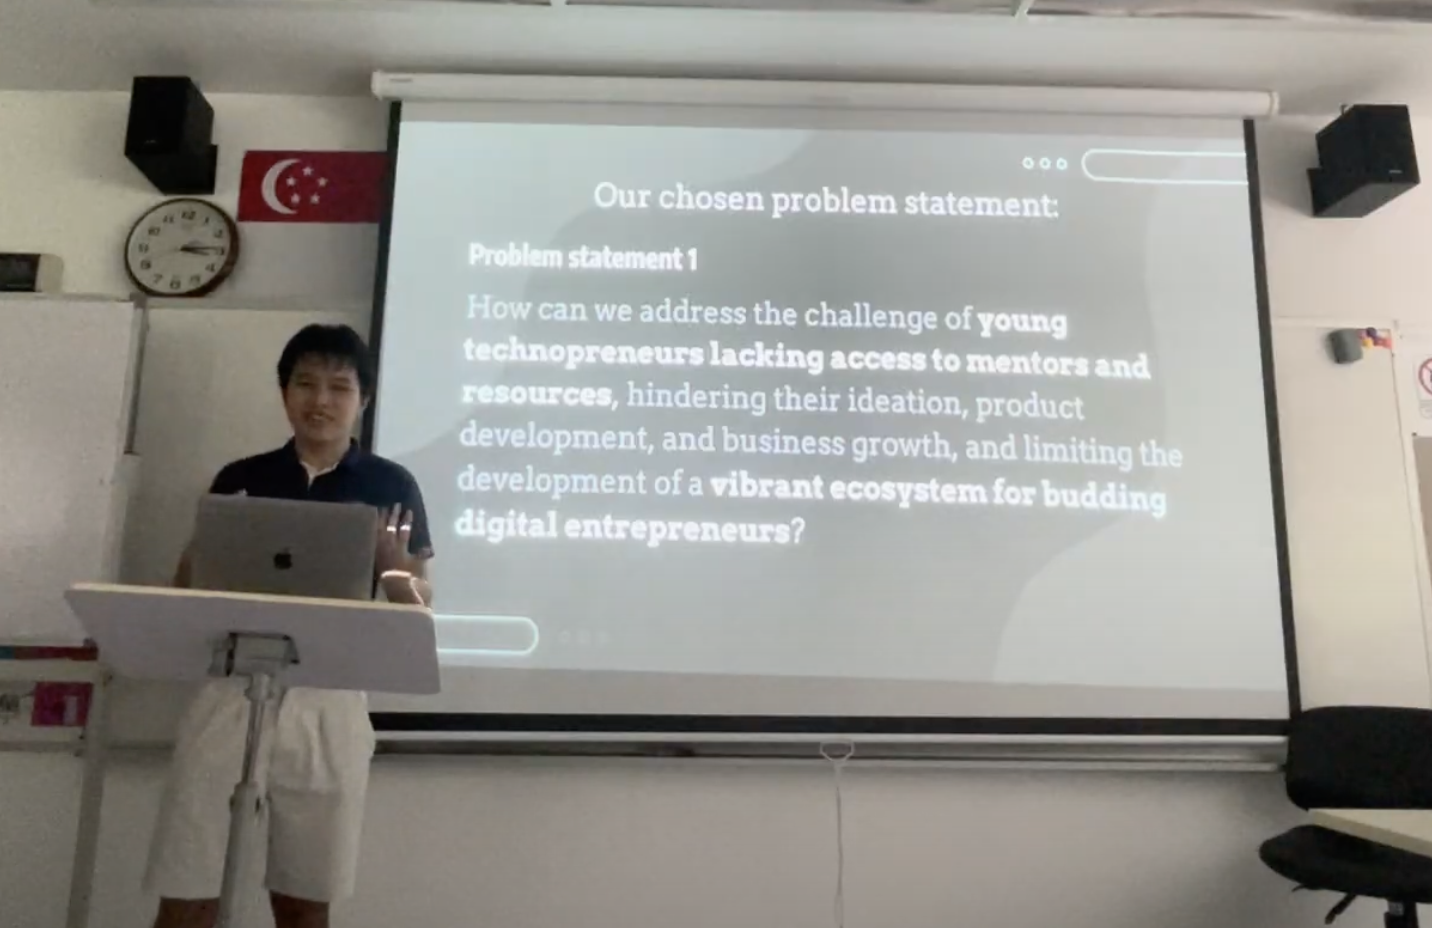 Our chosen problem statement:
Problem statement 1
How can we address the challenge of young
technopreneurs lacking access to mentors and
resources, hindering their ideation, product
development, and business growth, and limiting the
development of a vibrant ecosystem for budding
digital entrepreneurs?